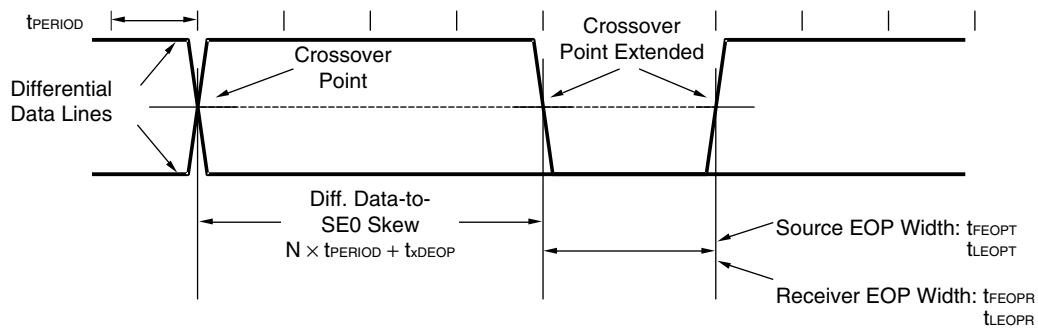 tPERIOD
Crossover
Point
Crossover
Point Extended
Differential
Data Lines
Diff. Data-to-
SE0 Skew
N × tPERIOD + txDEOP
Source EOP Width: tFEOPT
tLEOPT
Receiver EOP Width: tFEOPR
tLEOPR